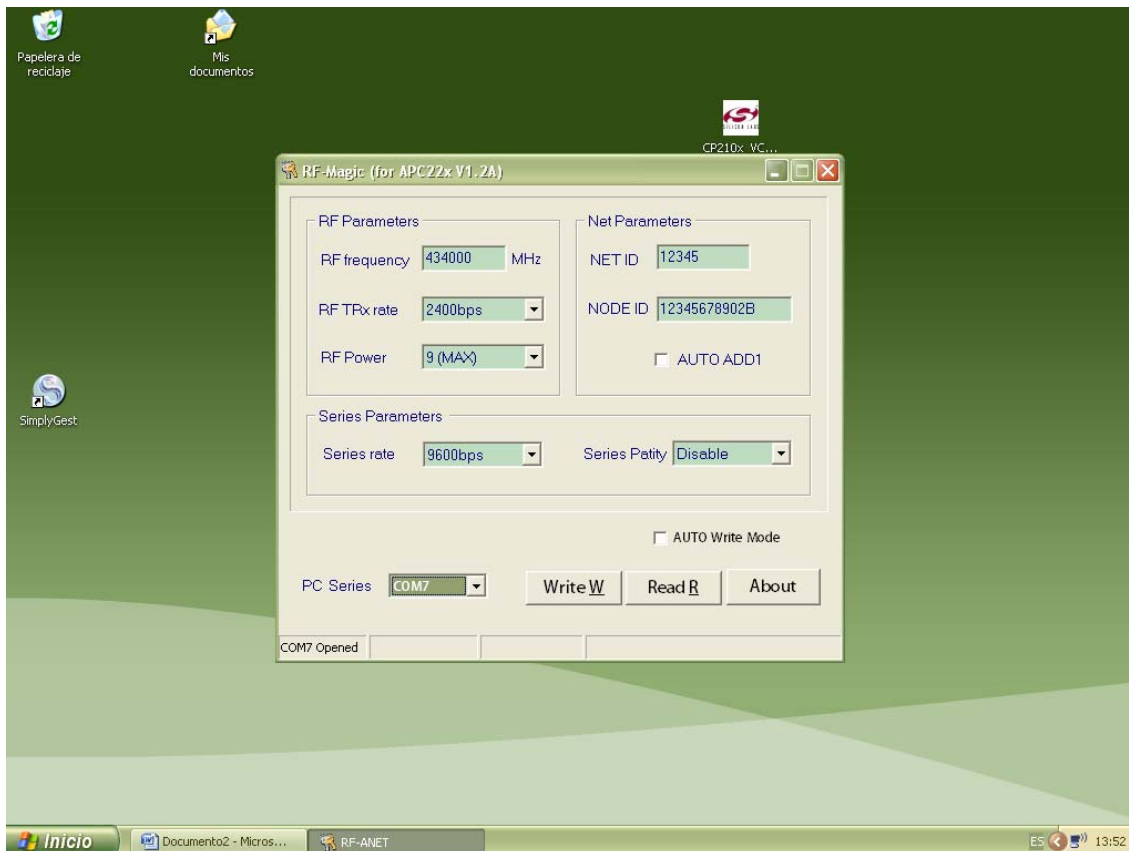 Papelera de
reciclaje
Mis
documentos
SILICON LABS
CP210x_VC...
RF-Magic (for APC22x V1.2A)
RF Parameters
RF frequency 434000 MHz
RF TRx rate 2400bps
RF Power 9 (MAX)
Net Parameters
NET ID 12345
NODE ID 12345678902B
AUTO ADD1
Series Parameters
Series rate 9600bps
Series Patity Disable
AUTO Write Mode
PC Series COM7
Write W
Read R
About
COM7 Opened
SimplyGest
Inicio
Documento2 - Micros...
RF-ANET
ES
13:52